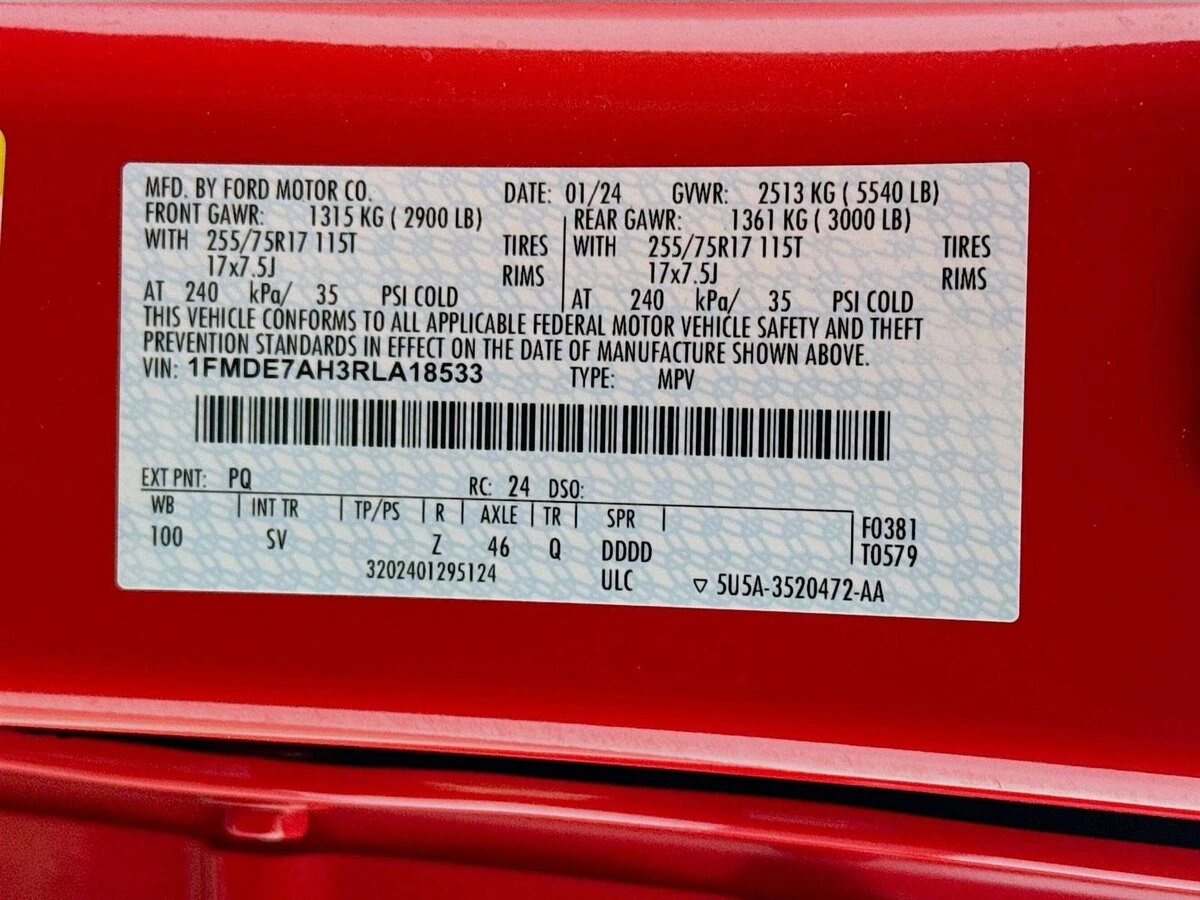 MFD. BY FORD MOTOR CO. DATE: 01/24 GVWR: 2513 KG ( 5540 LB)
FRONT GAWR: 1315 KG ( 2900 LB) REAR GAWR: 1361 KG ( 3000 LB)
WITH 255/75R17 115T TIRES WITH 255/75R17 115T TIRES
17x7.5J RIMS 17x7.5J RIMS
AT 240 kPa/ 35 PSI COLD AT 240 kPa/ 35 PSI COLD
THIS VEHICLE CONFORMS TO ALL APPLICABLE FEDERAL MOTOR VEHICLE SAFETY AND THEFT
PREVENTION STANDARDS IN EFFECT ON THE DATE OF MANUFACTURE SHOWN ABOVE.
VIN: 1FMDE7AH3RLA18533 TYPE: MPV
EXT PNT: PQ RC: 24 DSO:
WB INT TR TP/PS R AXLE TR SPR F0381
100 SV Z 46 Q DDDD T0579
3202401295124 ULC ▽ 5U5A-3520472-AA